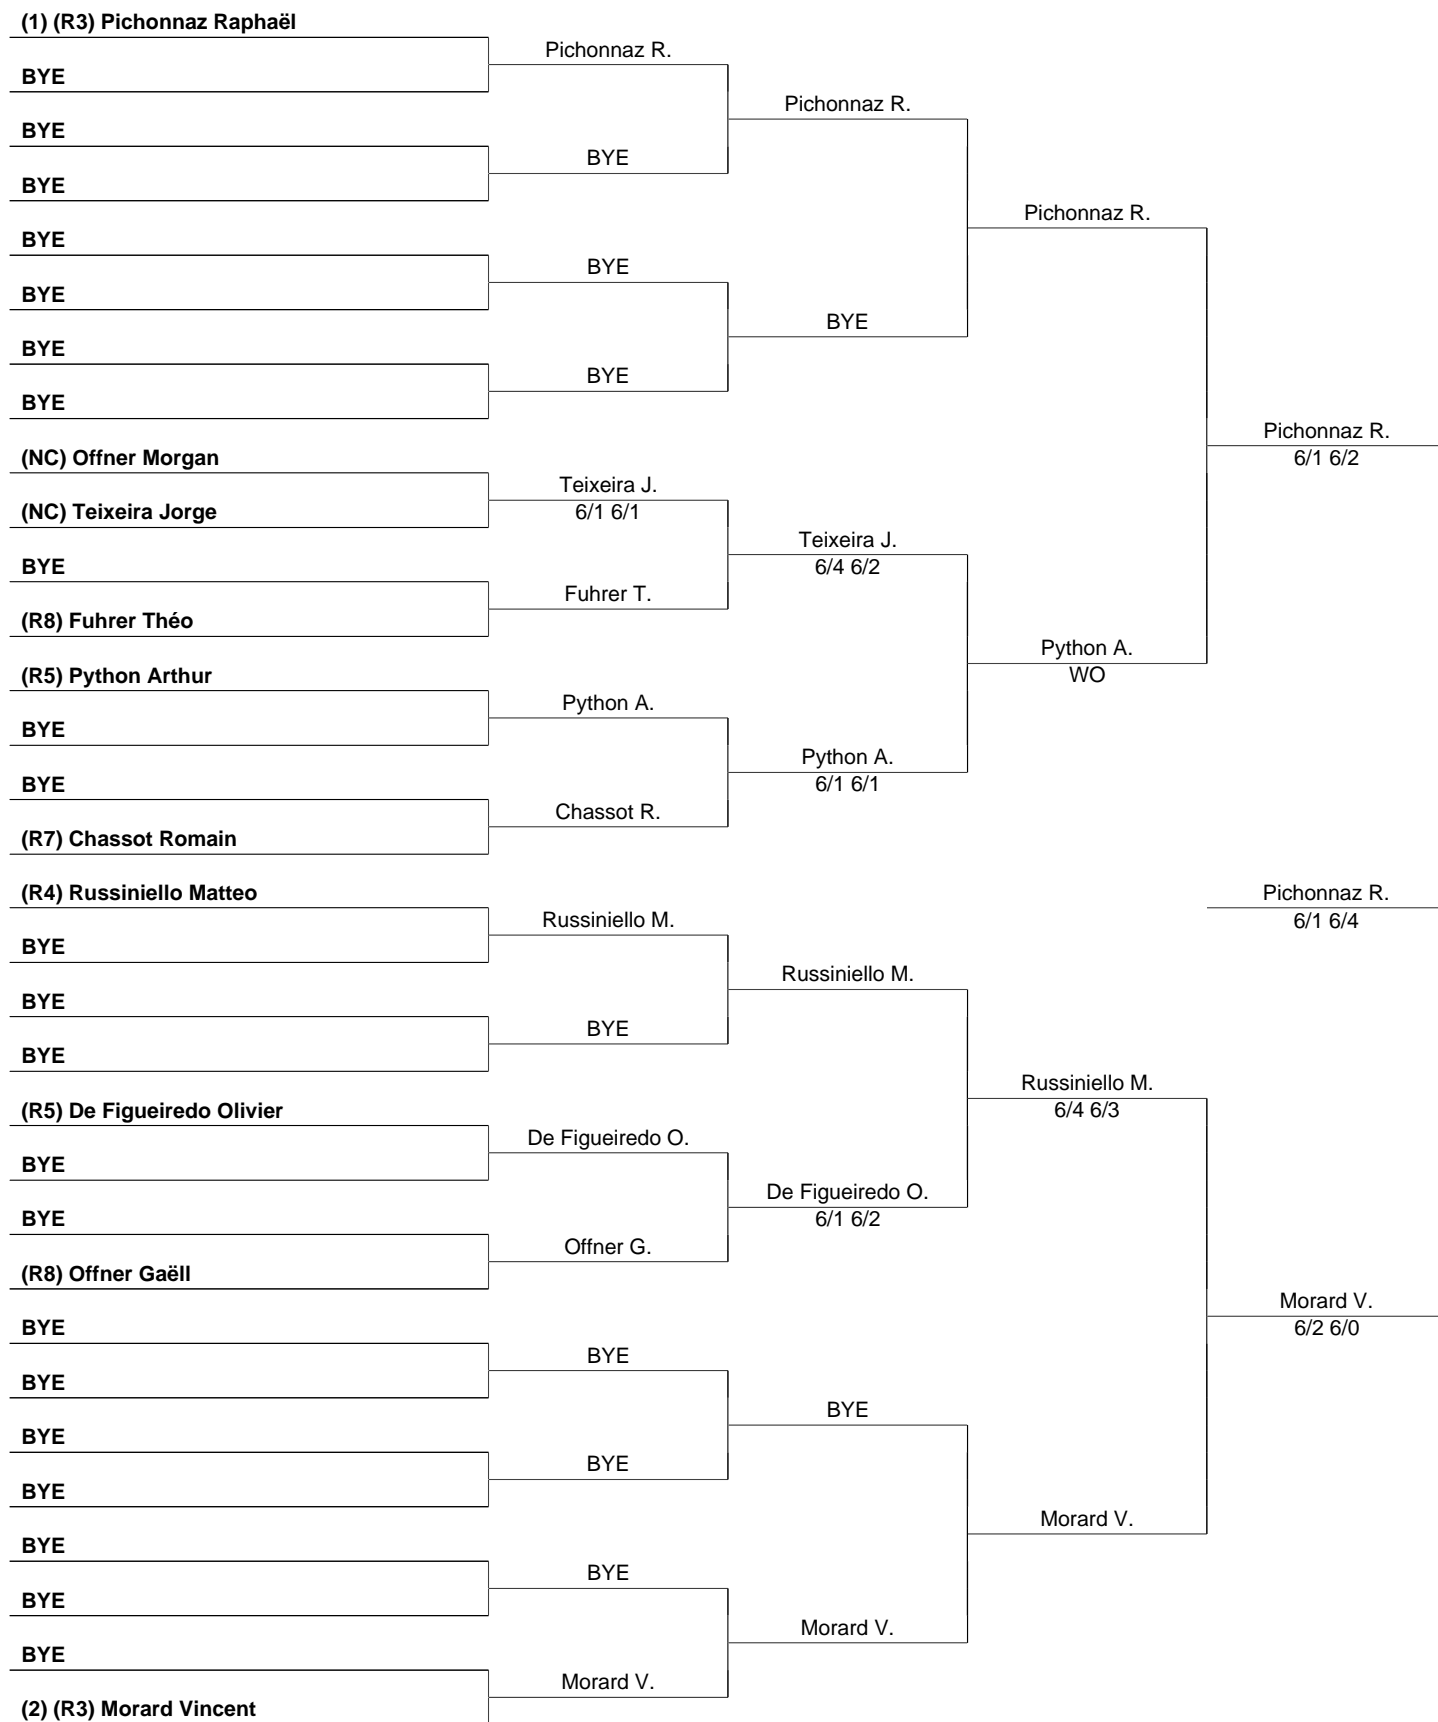 (1) (R3) Pichonnaz Raphaël
Pichonnaz R.
BYE
Pichonnaz R.
BYE
BYE
BYE
Pichonnaz R.
BYE
BYE
BYE
BYE
BYE
BYE
BYE
Pichonnaz R.
6/1 6/2
(NC) Offner Morgan
Teixeira J.
6/1 6/1
(NC) Teixeira Jorge
Teixeira J.
6/4 6/2
BYE
Fuhrer T.
(R8) Fuhrer Théo
Python A.
WO
(R5) Python Arthur
Python A.
BYE
Python A.
6/1 6/1
BYE
Chassot R.
(R7) Chassot Romain
(R4) Russiniello Matteo
Pichonnaz R.
6/1 6/4
Russiniello M.
BYE
Russiniello M.
BYE
BYE
BYE
Russiniello M.
6/4 6/3
(R5) De Figueiredo Olivier
De Figueiredo O.
BYE
De Figueiredo O.
6/1 6/2
BYE
Offner G.
(R8) Offner Gaëll
Morard V.
6/2 6/0
BYE
BYE
BYE
BYE
BYE
BYE
BYE
Morard V.
BYE
BYE
BYE
Morard V.
BYE
Morard V.
(2) (R3) Morard Vincent